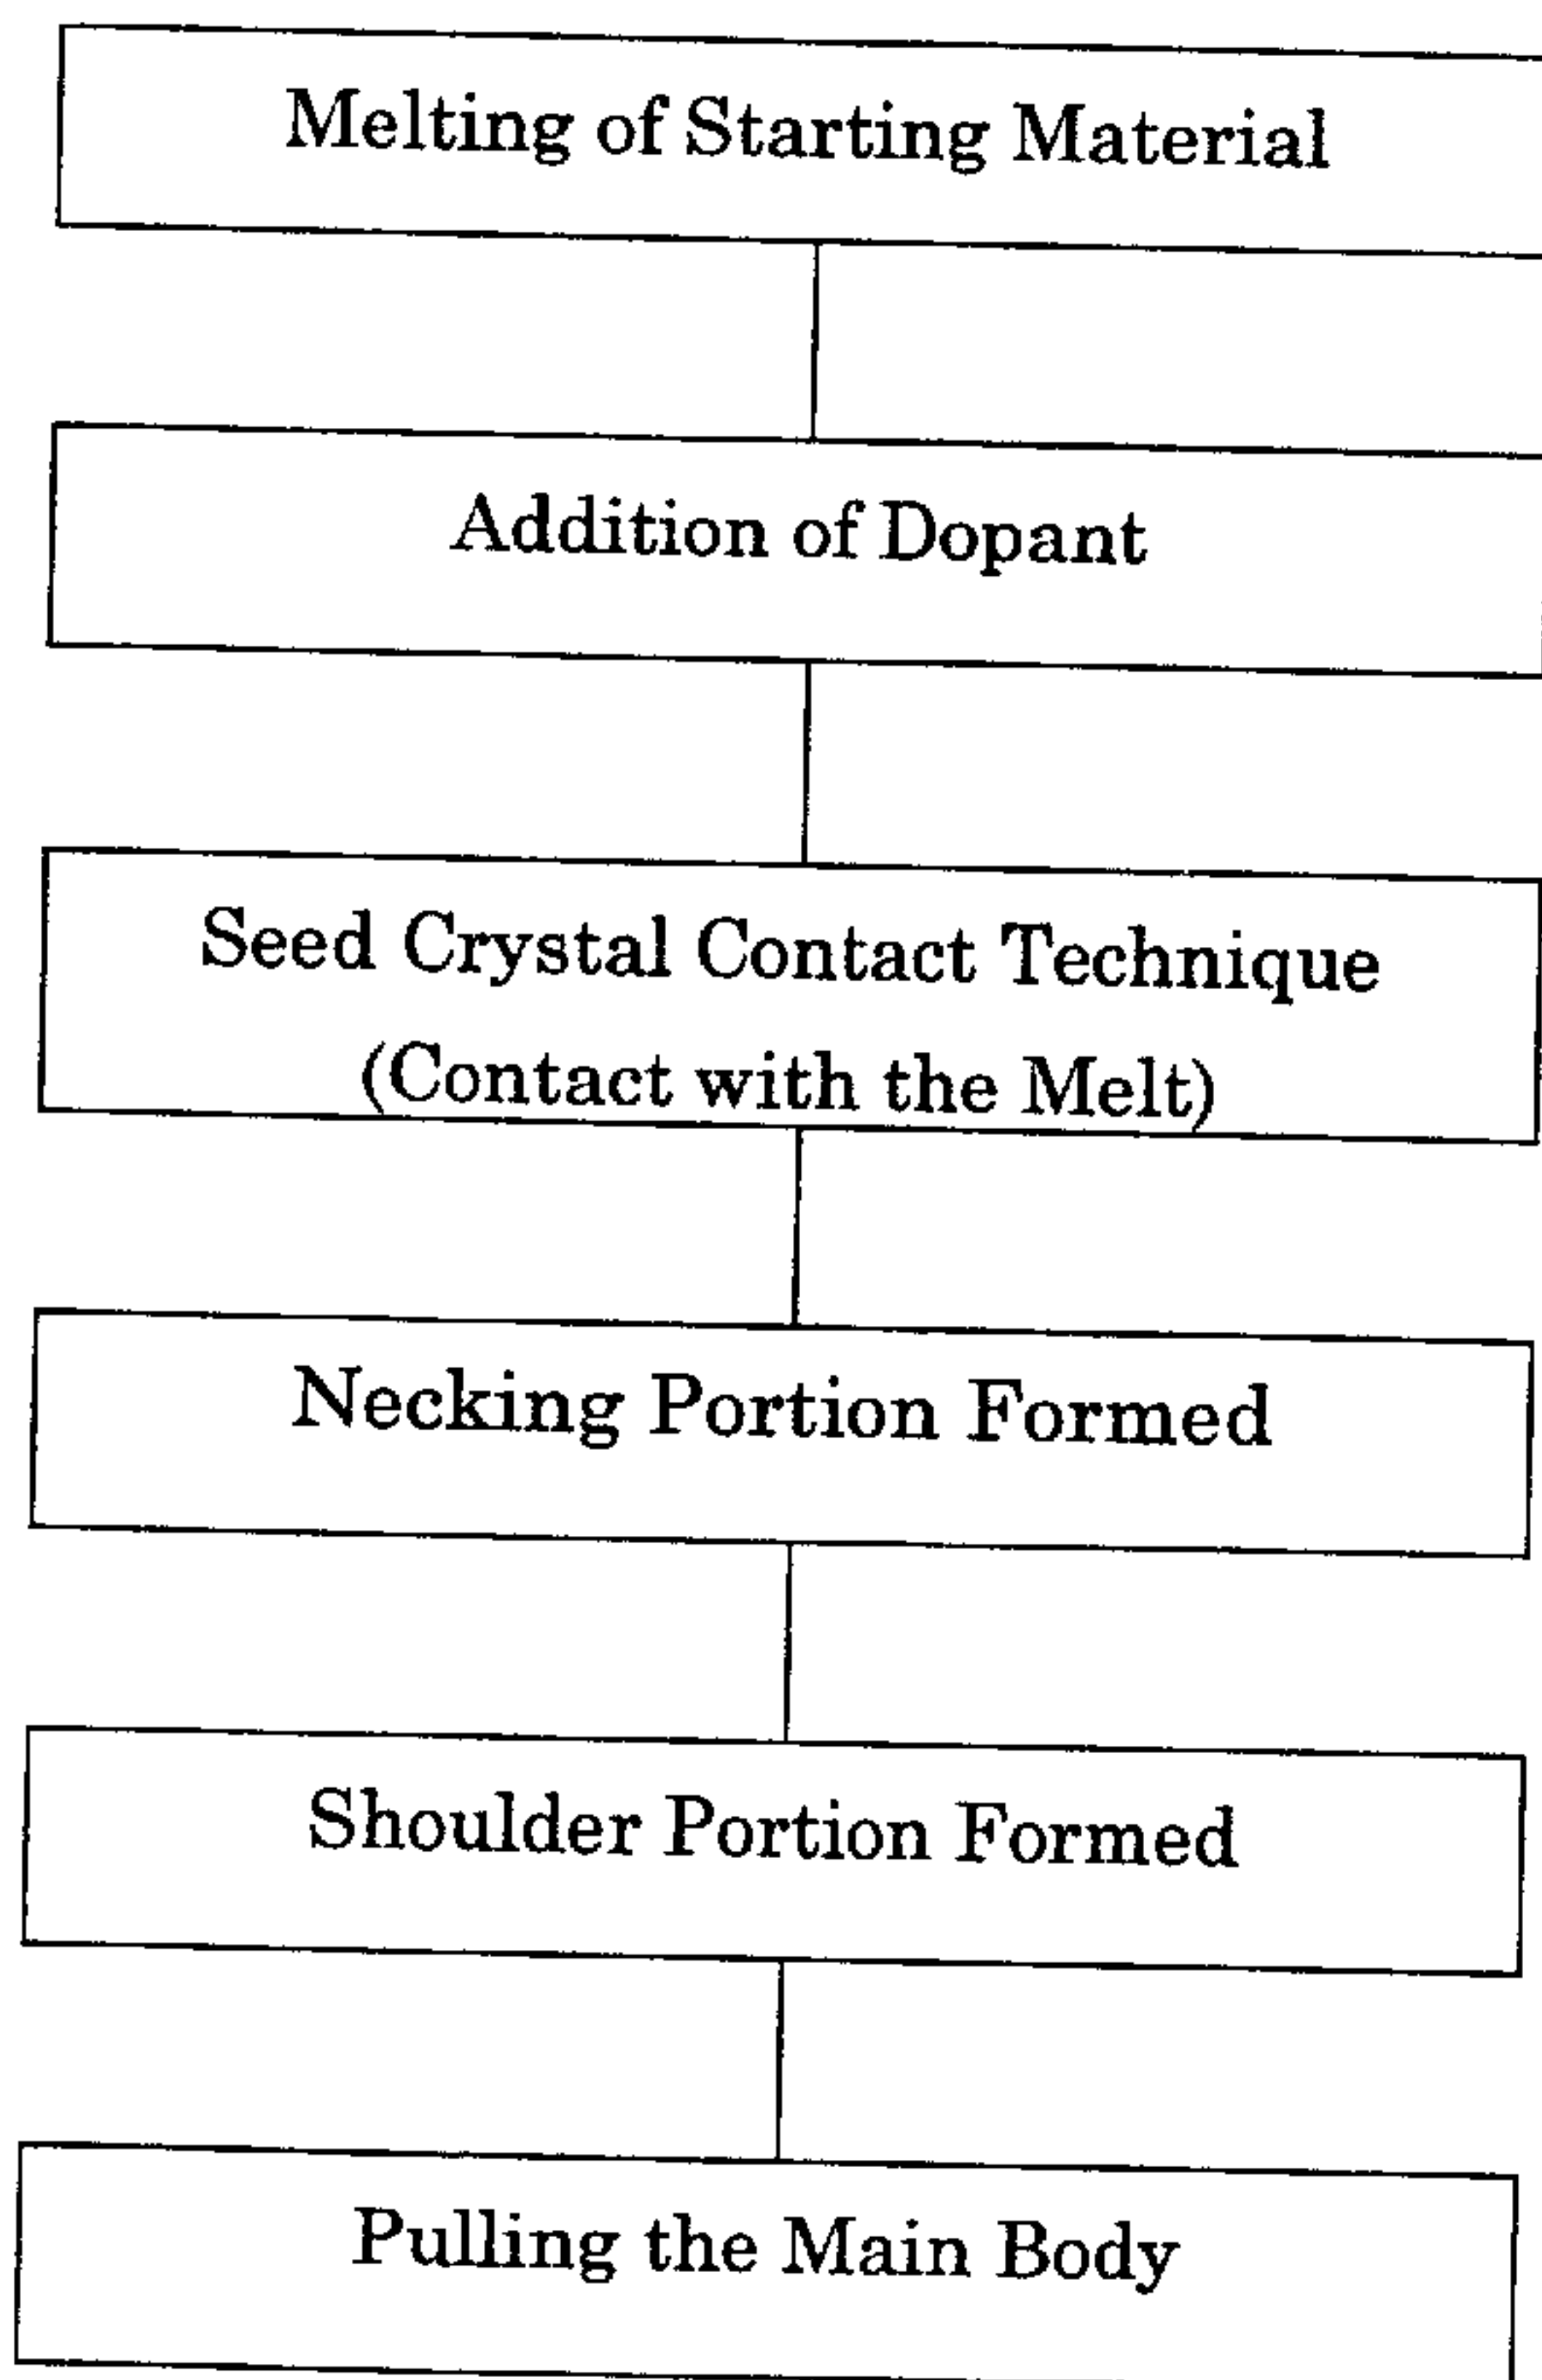 Melting of Starting Material
Addition of Dopant
Seed Crystal Contact Technique
(Contact with the Melt)
Necking Portion Formed
Shoulder Portion Formed
Pulling the Main Body